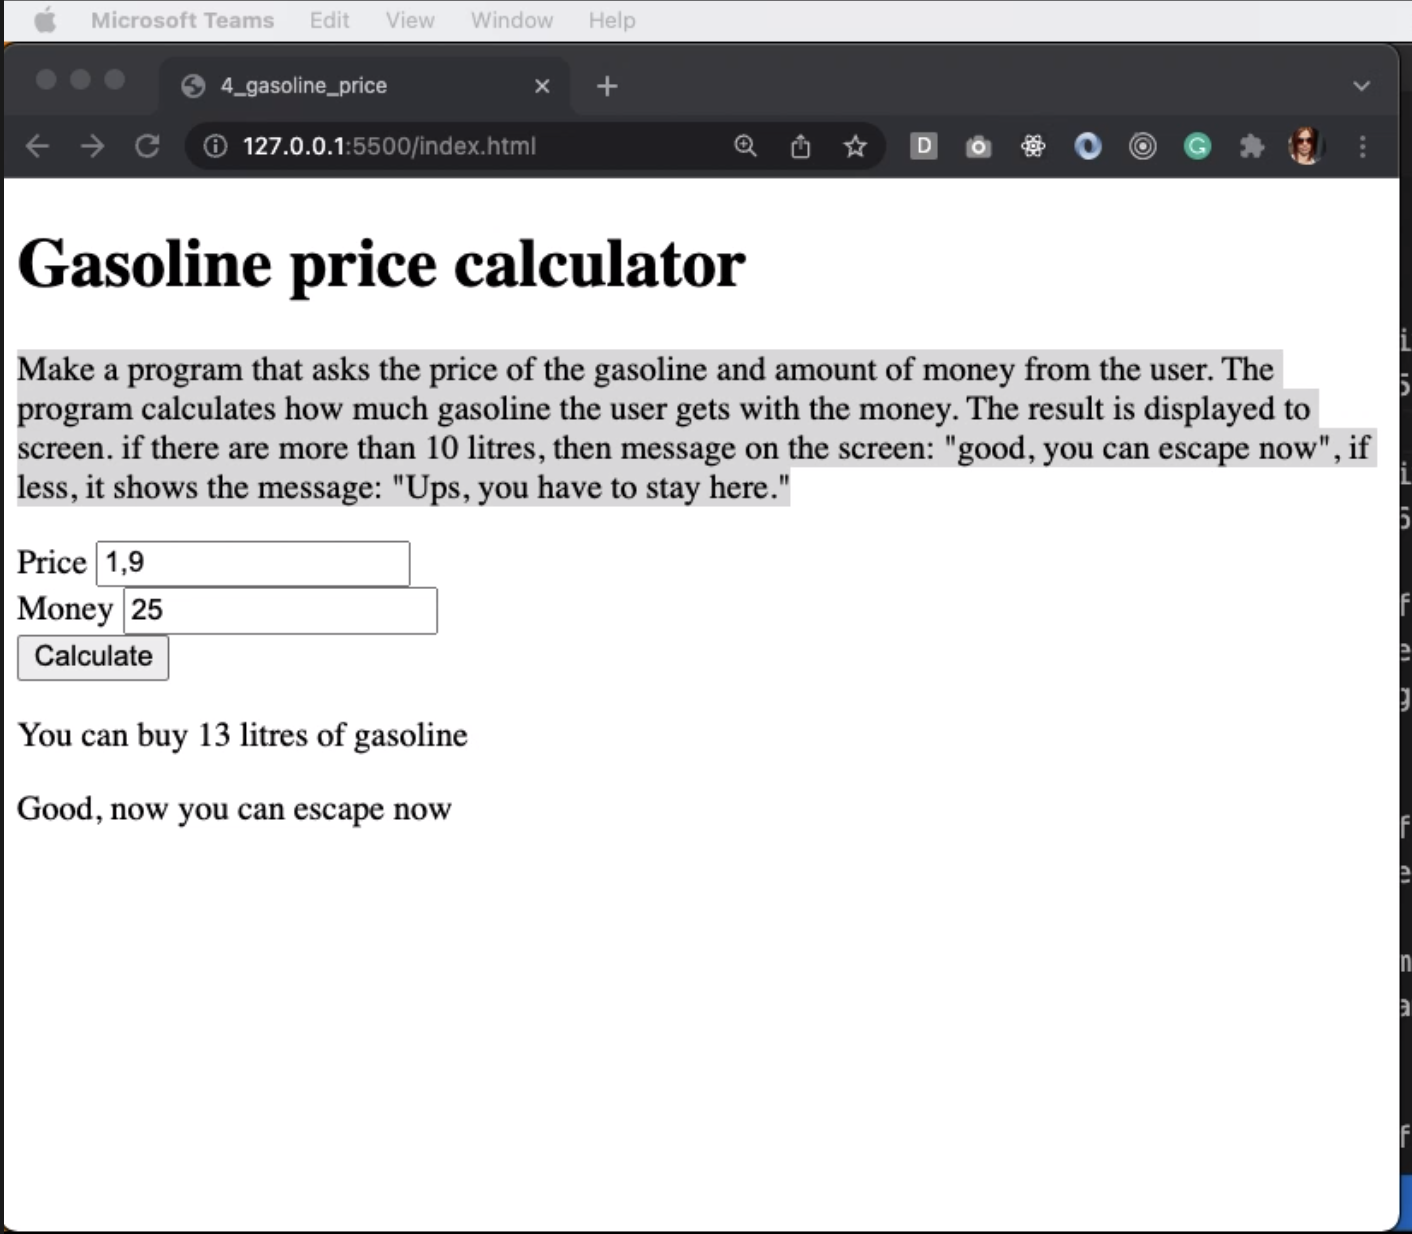 Microsoft Teams Edit View Window Help
4_gasoline_price
127.0.0.1:5500/index.html
D
G
Gasoline price calculator
Make a program that asks the price of the gasoline and amount of money from the user. The
program calculates how much gasoline the user gets with the money. The result is displayed to
screen. if there are more than 10 litres, then message on the screen: "good, you can escape now", if
less, it shows the message: "Ups, you have to stay here."
Price 1,9
Money 25
Calculate
You can buy 13 litres of gasoline
Good, now you can escape now